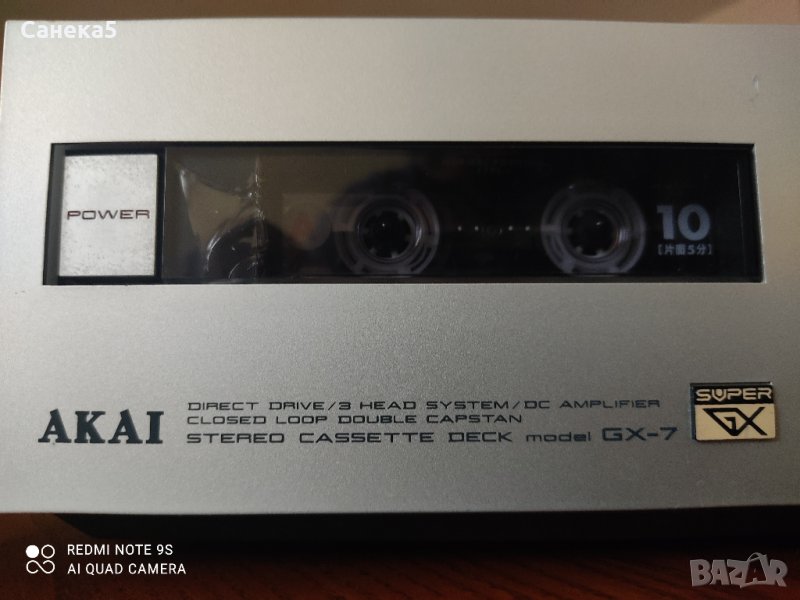 Санека5
POWER
10
[片面5分]
AKAI
DIRECT DRIVE/3 HEAD SYSTEM/DC AMPLIFIER
CLOSED LOOP DOUBLE CAPSTAN
STEREO CASSETTE DECK model GX-7
SUPER
GX
REDMI NOTE 9S
AI QUAD CAMERA
BAZAR